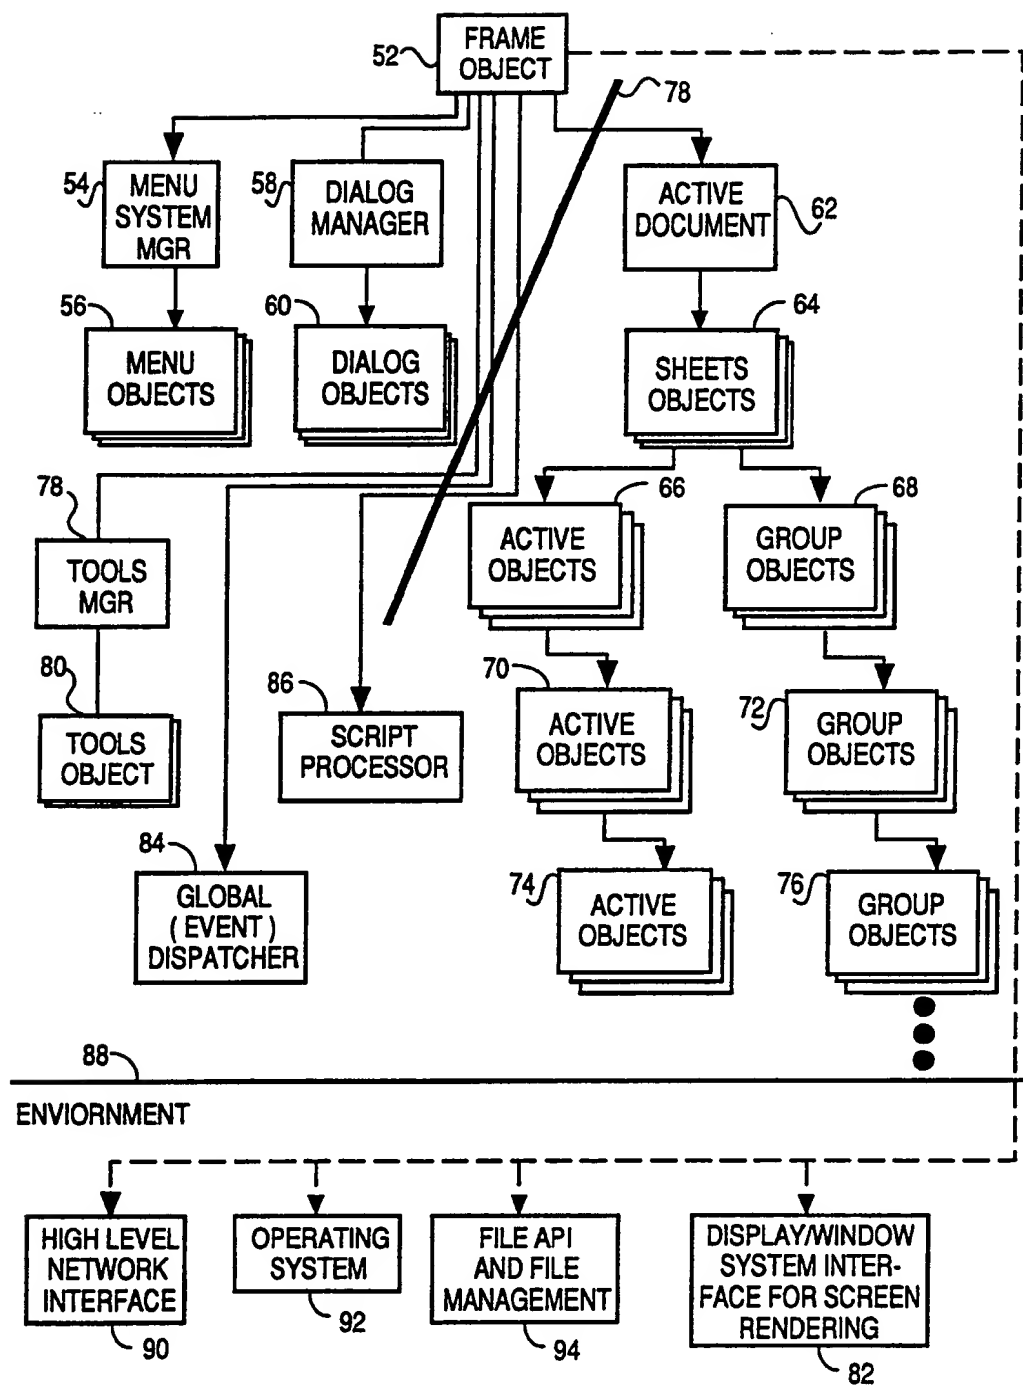 FRAME
OBJECT
52
78
54
MENU
SYSTEM
MGR
58
DIALOG
MANAGER
ACTIVE
DOCUMENT
62
56
MENU
OBJECTS
60
DIALOG
OBJECTS
64
SHEETS
OBJECTS
78
TOOLS
MGR
66
ACTIVE
OBJECTS
68
GROUP
OBJECTS
80
TOOLS
OBJECT
86
SCRIPT
PROCESSOR
70
ACTIVE
OBJECTS
72
GROUP
OBJECTS
84
GLOBAL
(EVENT)
DISPATCHER
74
ACTIVE
OBJECTS
76
GROUP
OBJECTS
88
ENVIORNMENT
HIGH LEVEL
NETWORK
INTERFACE
90
OPERATING
SYSTEM
92
FILE API
AND FILE
MANAGEMENT
94
DISPLAY/WINDOW
SYSTEM INTER-
FACE FOR SCREEN
RENDERING
82